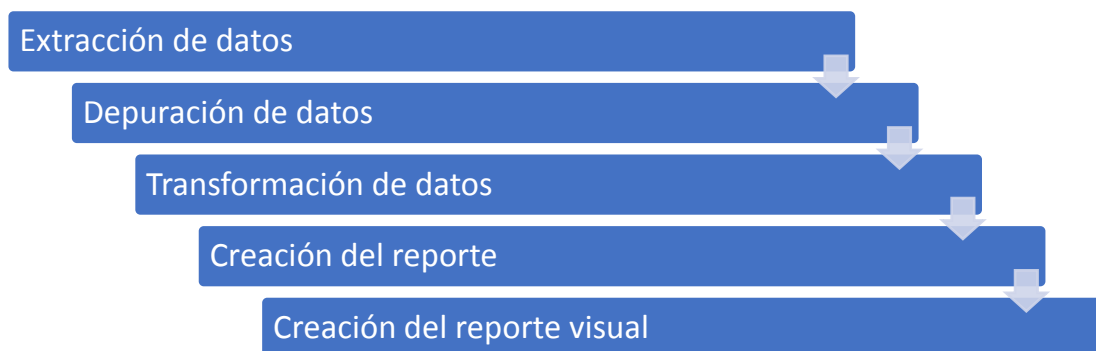 Extracción de datos
Depuración de datos
Transformación de datos
Creación del reporte
Creación del reporte visual